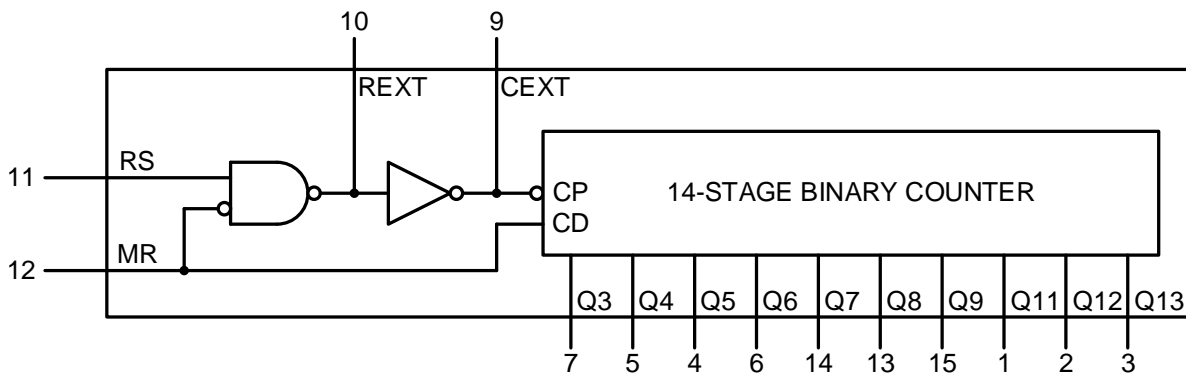 10 9
REXT CEXT
11 RS
CP 14-STAGE BINARY COUNTER
CD
12 MR
Q3 Q4 Q5 Q6 Q7 Q8 Q9 Q11 Q12 Q13
7 5 4 6 14 13 15 1 2 3